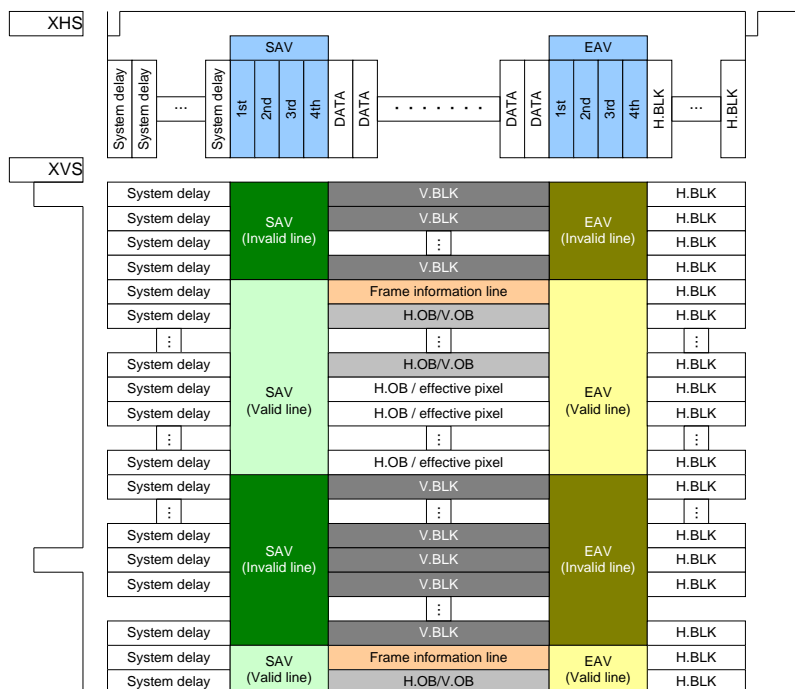 XHS
SAV EAV
System delay System delay ... System delay 1st 2nd 3rd 4th DATA DATA ....... DATA DATA 1st 2nd 3rd 4th H.BLK ... H.BLK
XVS
System delay SAV (Invalid line) V.BLK EAV (Invalid line) H.BLK
System delay V.BLK H.BLK
System delay ⋮ H.BLK
System delay V.BLK H.BLK
System delay SAV (Valid line) Frame information line EAV (Valid line) H.BLK
System delay H.OB/V.OB H.BLK
⋮ ⋮ ⋮
System delay H.OB/V.OB H.BLK
System delay H.OB / effective pixel H.BLK
System delay H.OB / effective pixel H.BLK
⋮ ⋮ ⋮
System delay H.OB / effective pixel H.BLK
System delay SAV (Invalid line) V.BLK EAV (Invalid line) H.BLK
⋮ ⋮ ⋮
System delay V.BLK H.BLK
System delay V.BLK H.BLK
System delay V.BLK H.BLK
⋮
System delay V.BLK H.BLK
System delay SAV (Valid line) Frame information line EAV (Valid line) H.BLK
System delay H.OB/V.OB H.BLK